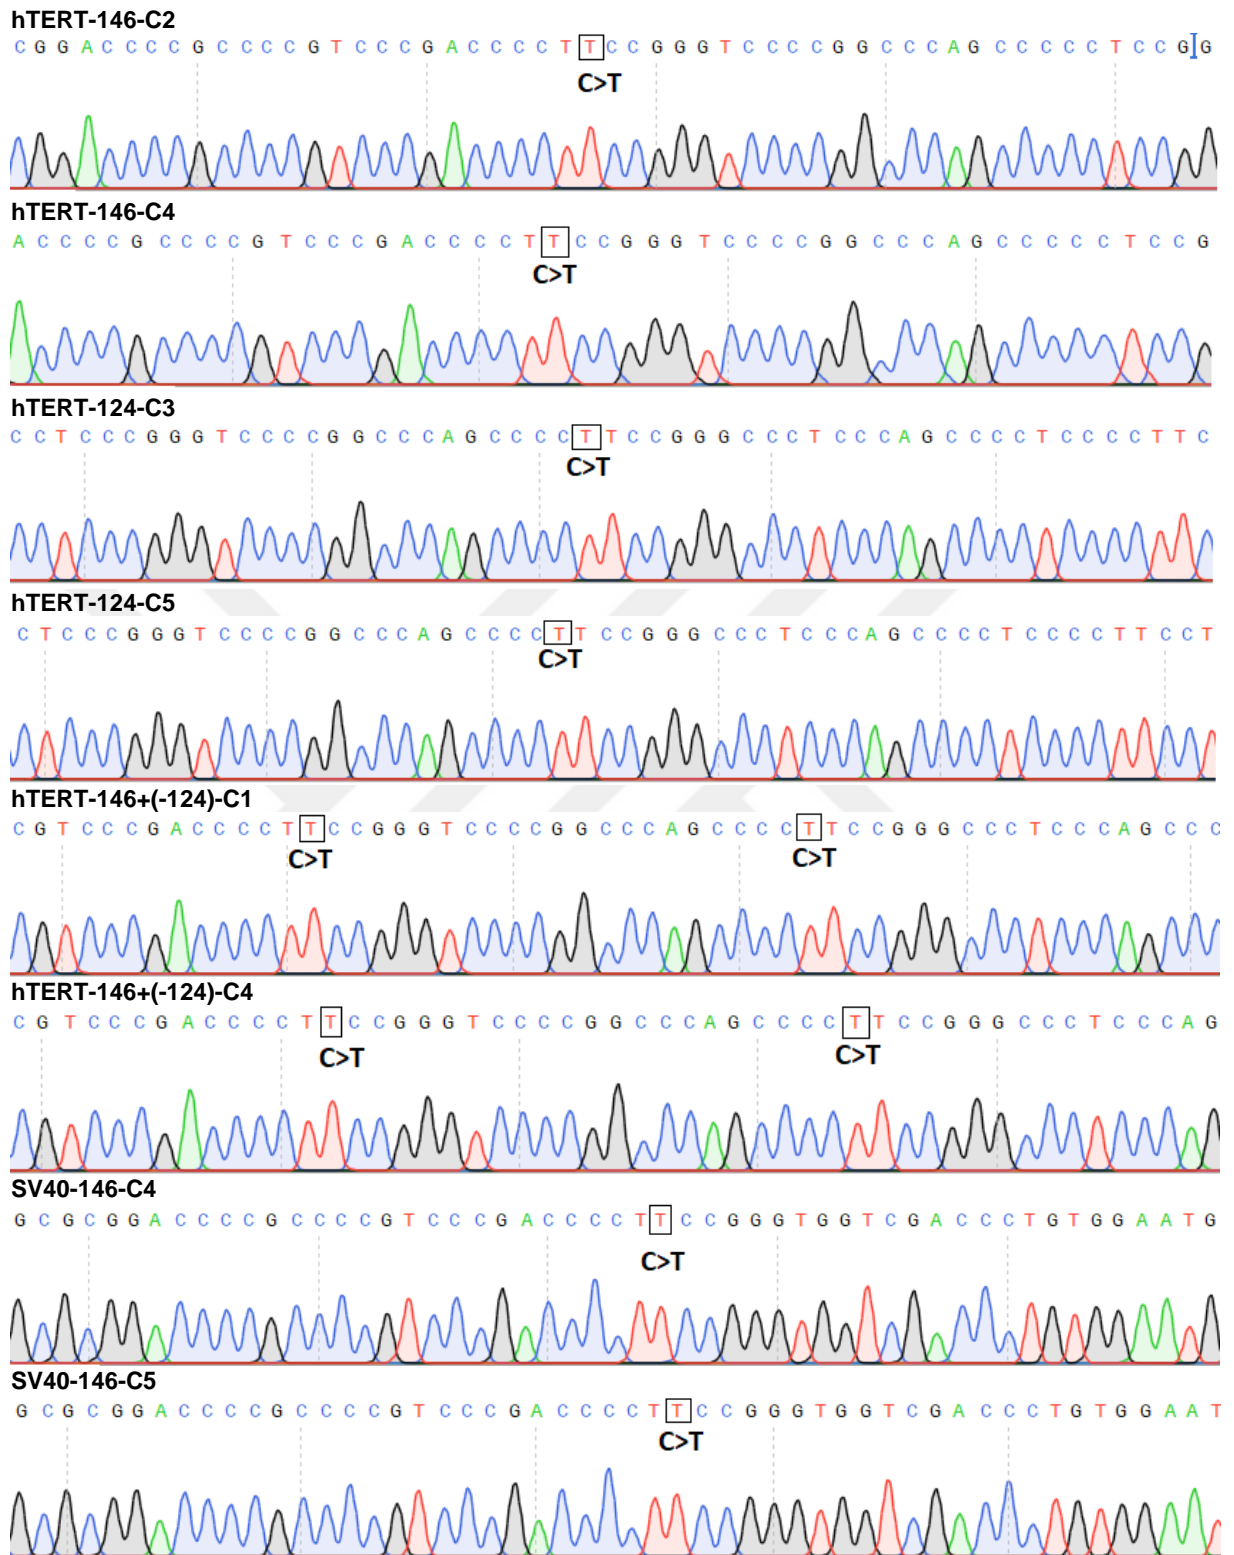 hTERT-146-C2
C G G A C C C C G C C C C G T C C C G A C C C C T T C C G G G T C C C C G G C C C A G C C C C C T C C G G
C>T
hTERT-146-C4
A C C C C G C C C C G T C C C G A C C C C T T C C G G G T C C C C G G C C C A G C C C C C T C C G
C>T
hTERT-124-C3
C C T C C C G G G T C C C C G G C C C A G C C C C T T C C G G G C C C T C C C A G C C C C T C C C C T T C
C>T
hTERT-124-C5
C T C C C G G G T C C C C G G C C C A G C C C C T T C C G G G C C C T C C C A G C C C C T C C C C T T C C T
C>T
hTERT-146+(-124)-C1
C G T C C C G A C C C C T T C C G G G T C C C C G G C C C A G C C C C T T C C G G G C C C T C C C A G C C C
C>T C>T
hTERT-146+(-124)-C4
C G T C C C G A C C C C T T C C G G G T C C C C G G C C C A G C C C C T T C C G G G C C C T C C C A G
C>T C>T
SV40-146-C4
G C G C G G A C C C C G C C C C G T C C C G A C C C C T T C C G G G T G G T C G A C C C T G T G G A A T G
C>T
SV40-146-C5
G C G C G G A C C C C G C C C C G T C C C G A C C C C T T C C G G G T G G T C G A C C C T G T G G A A T
C>T